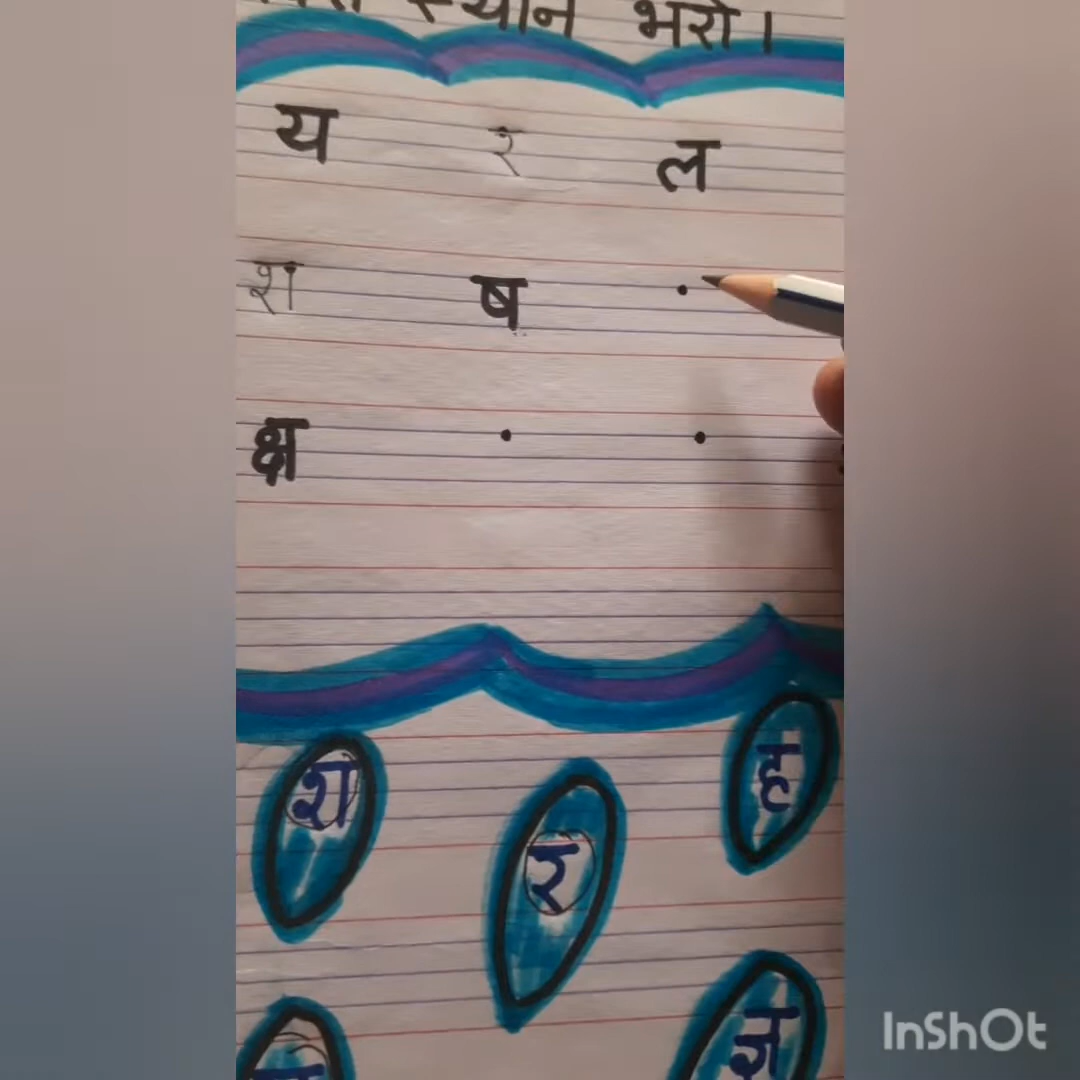 स्थान भरो।
य र ल
श ष
क्ष
श र ह
ज्ञ
InShOt